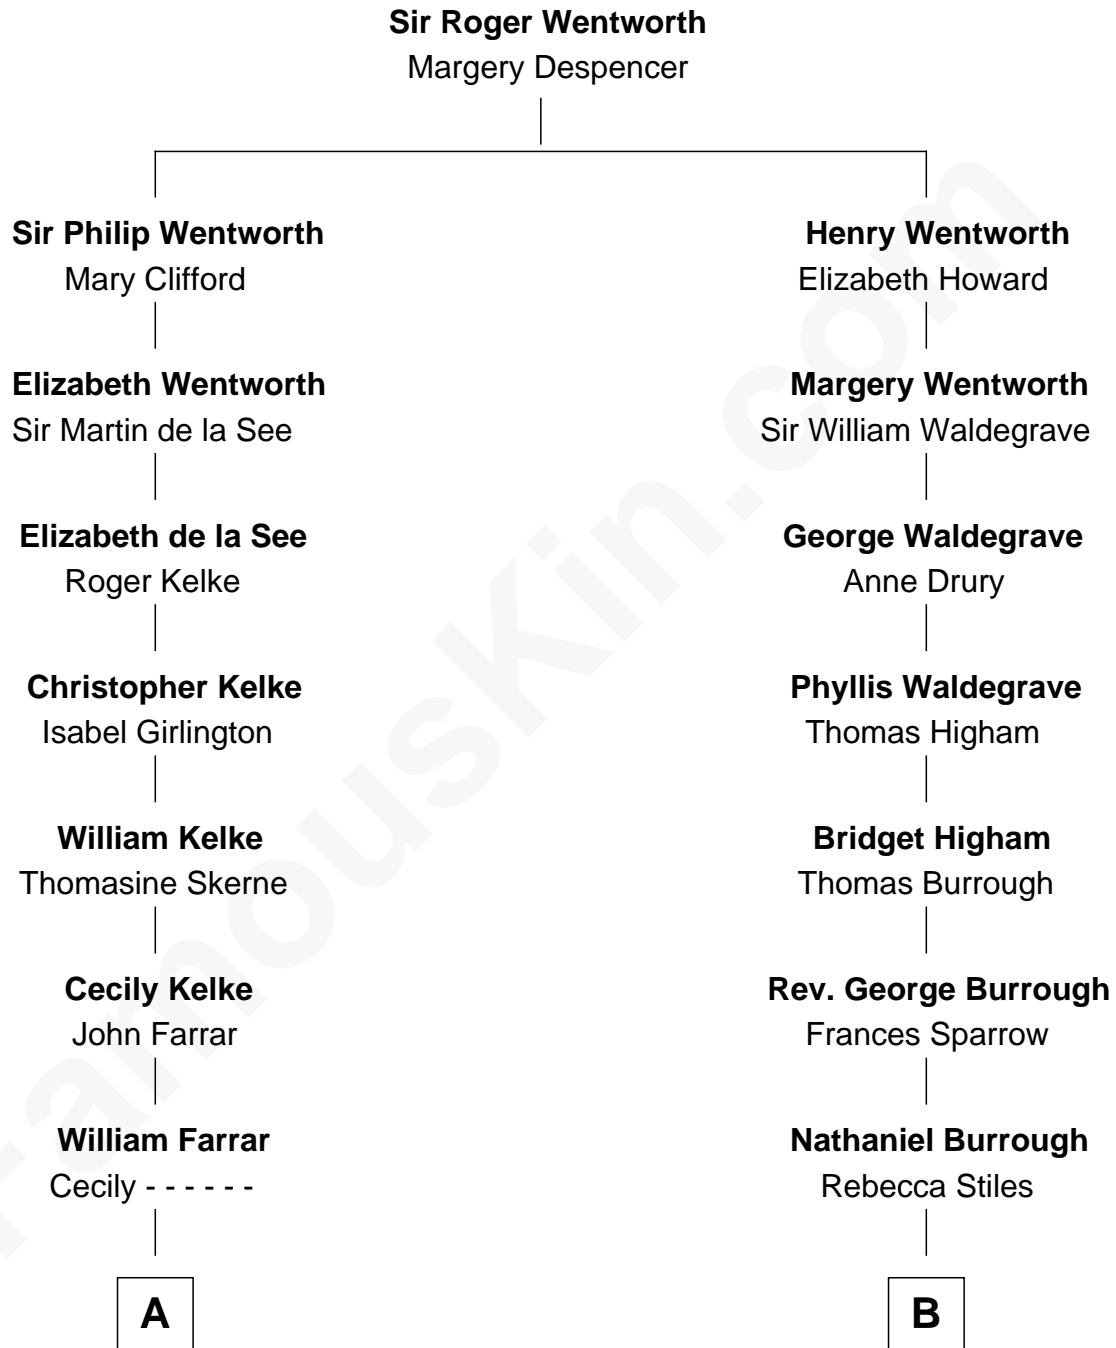 Sir Roger Wentworth
Margery Despencer
Sir Philip Wentworth
Mary Clifford
Henry Wentworth
Elizabeth Howard
Elizabeth Wentworth
Sir Martin de la See
Margery Wentworth
Sir William Waldegrave
Elizabeth de la See
Roger Kelke
George Waldegrave
Anne Drury
Christopher Kelke
Isabel Girlington
Phyllis Waldegrave
Thomas Higham
William Kelke
Thomasine Skerne
Bridget Higham
Thomas Burrough
Cecily Kelke
John Farrar
Rev. George Burrough
Frances Sparrow
William Farrar
Cecily - - - - - -
Nathaniel Burrough
Rebecca Stiles
A
B
FamousKin.com